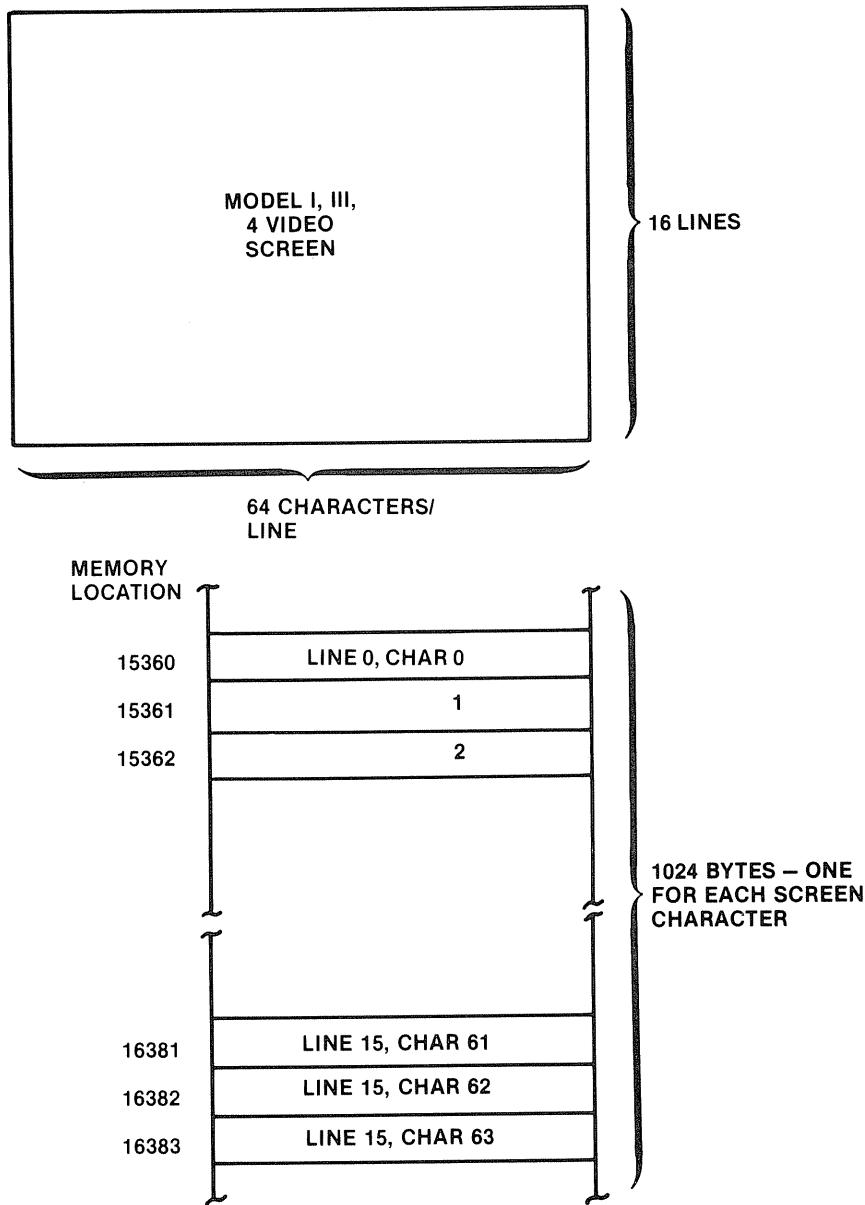 MODEL I, III,
4 VIDEO
SCREEN
16 LINES
64 CHARACTERS/
LINE
MEMORY
LOCATION
15360
LINE 0, CHAR 0
15361
1
15362
2
1024 BYTES – ONE
FOR EACH SCREEN
CHARACTER
16381
LINE 15, CHAR 61
16382
LINE 15, CHAR 62
16383
LINE 15, CHAR 63